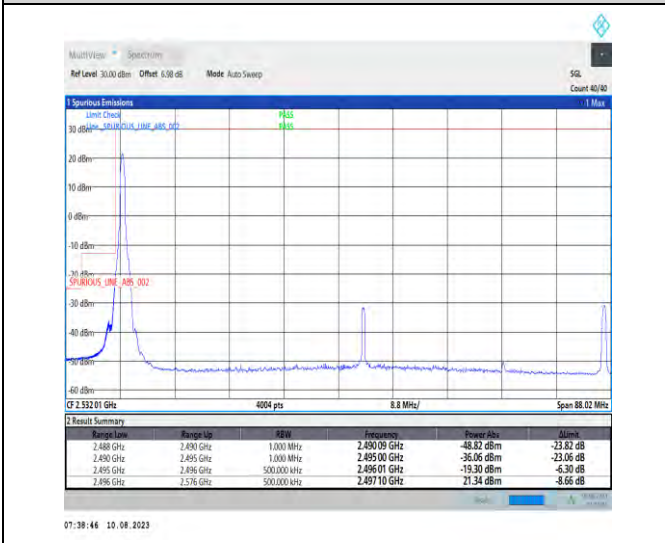 MultiView Spectrum
Ref Level 30.00 dBm Offset 6.98 dB Mode Auto Sweep SGL
Count 40/40
1 Spurious Emissions 1 Max
Limit Check PASS
30 dBm Line _SPURIOUS_LINE_ABS_002 PASS
20 dBm
10 dBm
0 dBm
-10 dBm
-20 dBm
SPURIOUS_LINE_ABS_002
-30 dBm
-40 dBm
-50 dBm
-60 dBm
CF 2.532 01 GHz 4004 pts 8.8 MHz/ Span 88.02 MHz
2 Result Summary
Range Low Range Up RBW Frequency Power Abs ΔLimit
2.488 GHz 2.490 GHz 1.000 MHz 2.490 09 GHz -48.82 dBm -23.82 dB
2.490 GHz 2.495 GHz 1.000 MHz 2.495 00 GHz -36.06 dBm -23.06 dB
2.495 GHz 2.496 GHz 500.000 kHz 2.496 01 GHz -19.30 dBm -6.30 dB
2.496 GHz 2.576 GHz 500.000 kHz 2.497 10 GHz 21.34 dBm -8.66 dB
07:38:46 10.08.2023